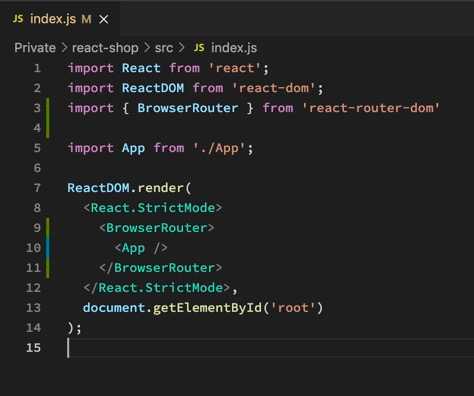 JS index.js M ×
Private > react-shop > src > JS index.js
1 import React from 'react';
2 import ReactDOM from 'react-dom';
3 import { BrowserRouter } from 'react-router-dom'
4
5 import App from './App';
6
7 ReactDOM.render(
8   <React.StrictMode>
9     <BrowserRouter>
10       <App />
11     </BrowserRouter>
12   </React.StrictMode>,
13   document.getElementById('root')
14 );
15